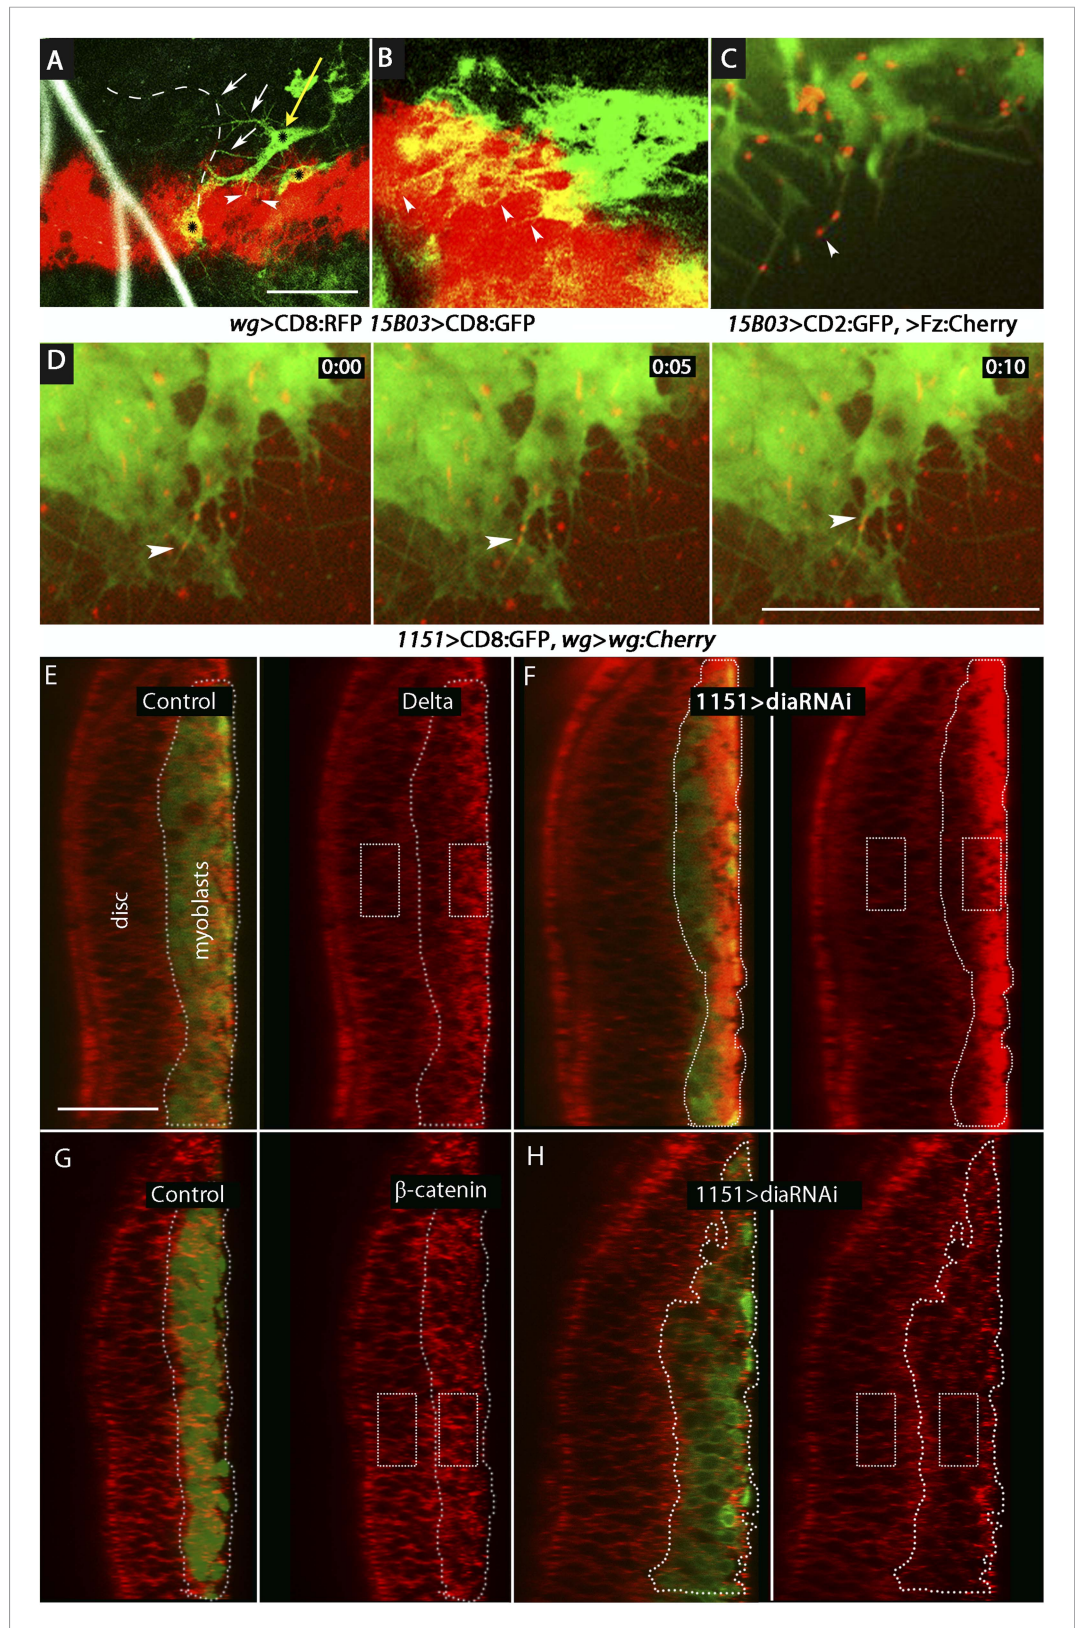 A
B
C
wg>CD8:RFP 15B03>CD8:GFP
15B03>CD2:GFP, >Fz:Cherry
D
0:00
0:05
0:10
1151>CD8:GFP, wg>wg:Cherry
E
Control
Delta
F
1151>diaRNAi
disc
myoblasts
G
Control
β-catenin
H
1151>diaRNAi